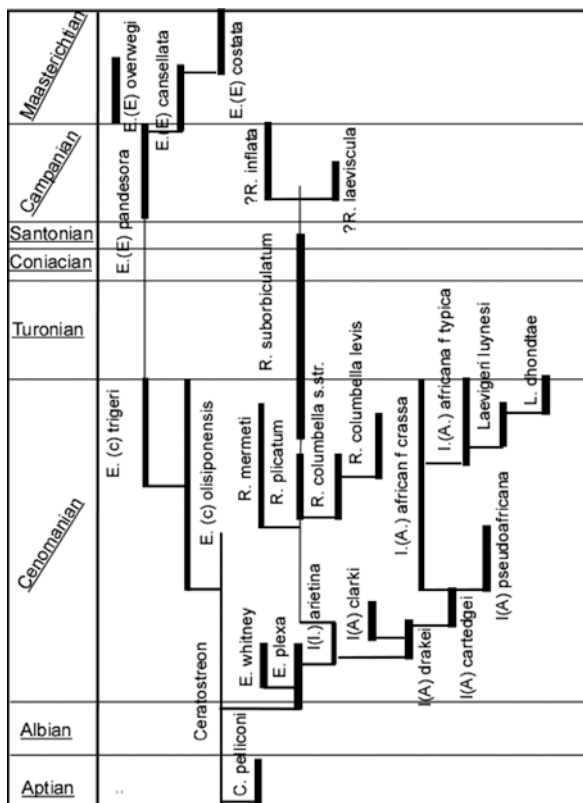 Maasterichtian
Campanian
Santonian
Coniacian
Turonian
Cenomanian
Albian
Aptian
E.(E) overwegi
E.(E) cansellata
E.(E) costata
E.(E) pandesora
?R. inflata
?R. laeviscula
R. suborbiculatum
E. (c) trigeri
E. (c) olisiponensis
R. mermeti
R. plicatum
R. columbella s.str.
R. columbella levis
I.(A.) african f crassa
I.(A.) africana f typica
Laevigeri luynesi
L. dhondtae
Ceratostreon
E. whitney
E. plexa
I(I.) arietina
I(A) clarki
I(A) drakei
I(A) cartedgei
I(A) pseudoafricana
C. pelliconi